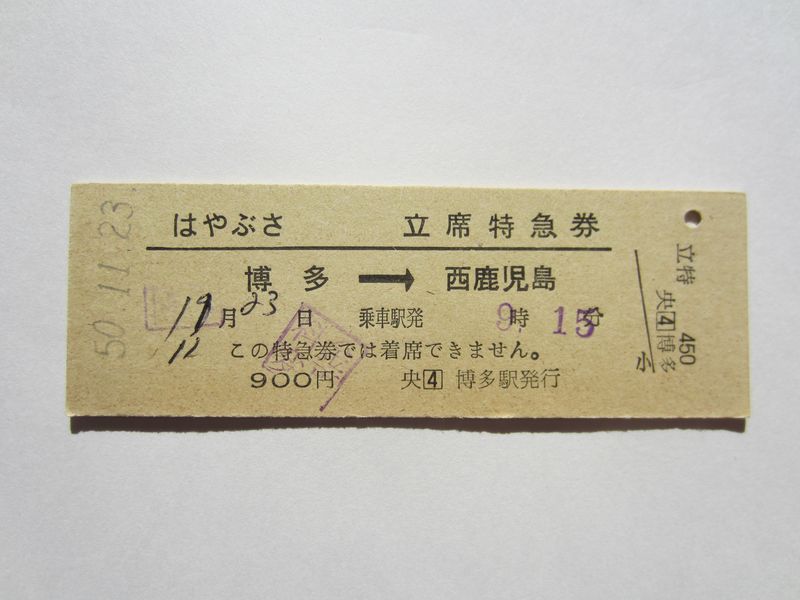 50.11.23.
はやぶさ 立席特急券
博多 → 西鹿児島
11月23日 乗車駅発 9時15分
この特急券では着席できません。
900円 央4 博多駅発行
立特 450
央4博多